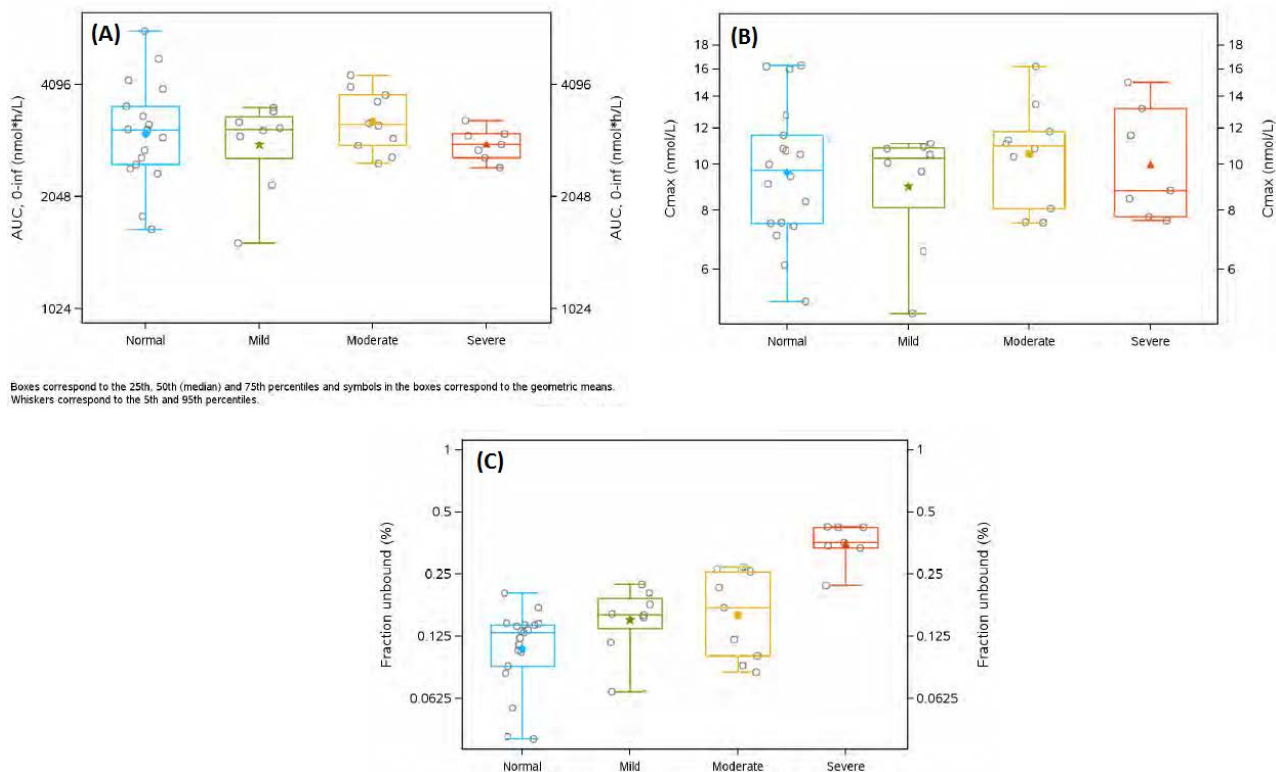 (A)
AUC, 0-inf (nmol*h/L)
4096
2048
1024
Normal
Mild
Moderate
Severe
4096
2048
1024
AUC, 0-inf (nmol*h/L)
(B)
Cmax (nmol/L)
18
16
14
12
10
8
6
Normal
Mild
Moderate
Severe
18
16
14
12
10
8
6
Cmax (nmol/L)
Boxes correspond to the 25th, 50th (median) and 75th percentiles and symbols in the boxes correspond to the geometric means.
Whiskers correspond to the 5th and 95th percentiles.
(C)
Fraction unbound (%)
1
0.5
0.25
0.125
0.0625
Normal
Mild
Moderate
Severe
1
0.5
0.25
0.125
0.0625
Fraction unbound (%)